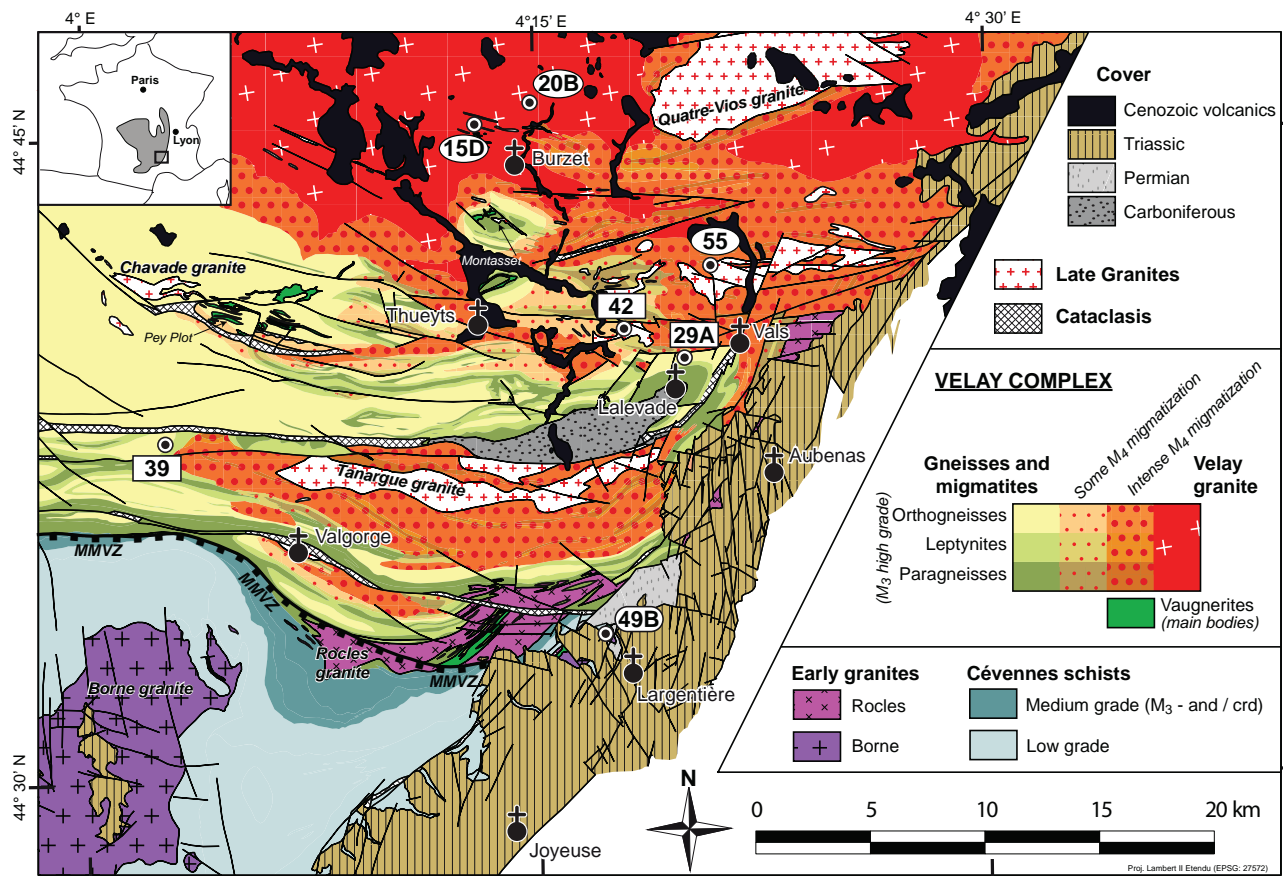 4° E
4° 15’ E
4° 30’ E
44° 45 N
44° 30 N
Paris
Lyon
20B
15D
Burzet
Quatre-Vios granite
55
Montasset
Chavade granite
Pey Plot
Thueyts
42
29A
Vals
Lalevade
39
Tanargue granite
Aubenas
Valgorge
MMVZ
MMVZ
MMVZ
Rocles
granite
49B
Largentière
Borne granite
Joyeuse
Cover
Cenozoic volcanics
Triassic
Permian
Carboniferous
Late Granites
Cataclasis
VELAY COMPLEX
Some M4 migmatization
Intense M4 migmatization
Gneisses and
migmatites
Velay
granite
(M3 high grade)
Orthogneisses
Leptynites
Paragneisses
Vaugnerites
(main bodies)
Early granites
Rocles
Borne
Cévennes schists
Medium grade (M3 - and / crd)
Low grade
N
0 5 10 15 20 km
Proj. Lambert II Etendu (EPSG: 27572)